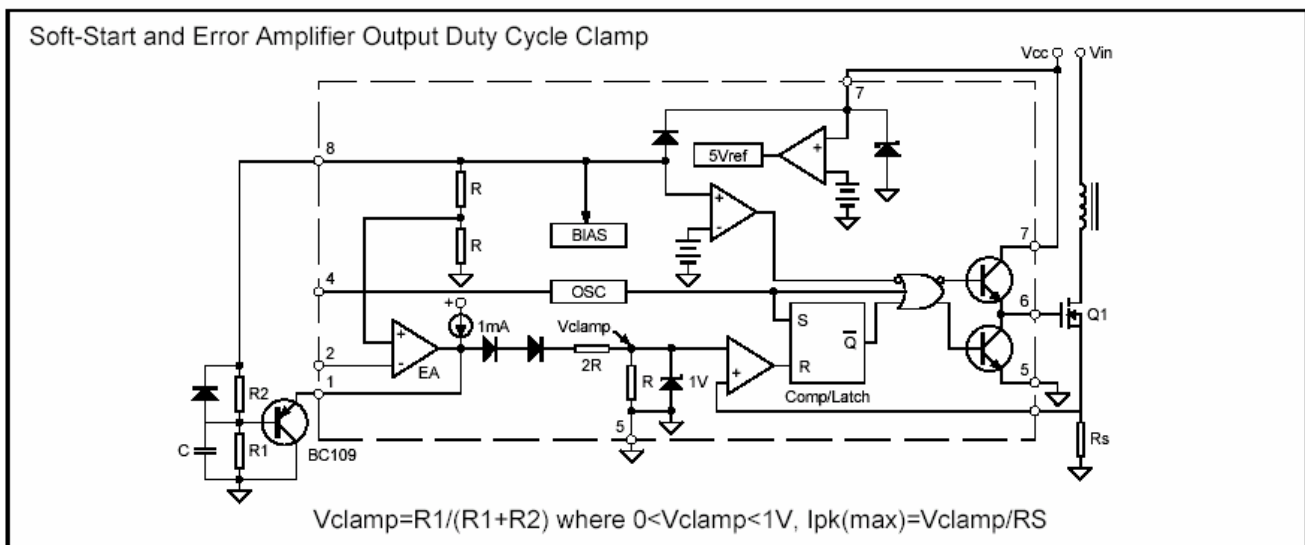 Soft-Start and Error Amplifier Output Duty Cycle Clamp
Vcc
Vin
7
8
5Vref
+
R
+
-
BIAS
R
7
4
OSC
6
Q1
+
1mA
Vclamp
S
Q
2
+
-
EA
2R
R
1V
+
R
5
1
Comp/Latch
R2
5
Rs
C
R1
BC109
Vclamp=R1/(R1+R2) where 0<Vclamp<1V, Ipk(max)=Vclamp/RS